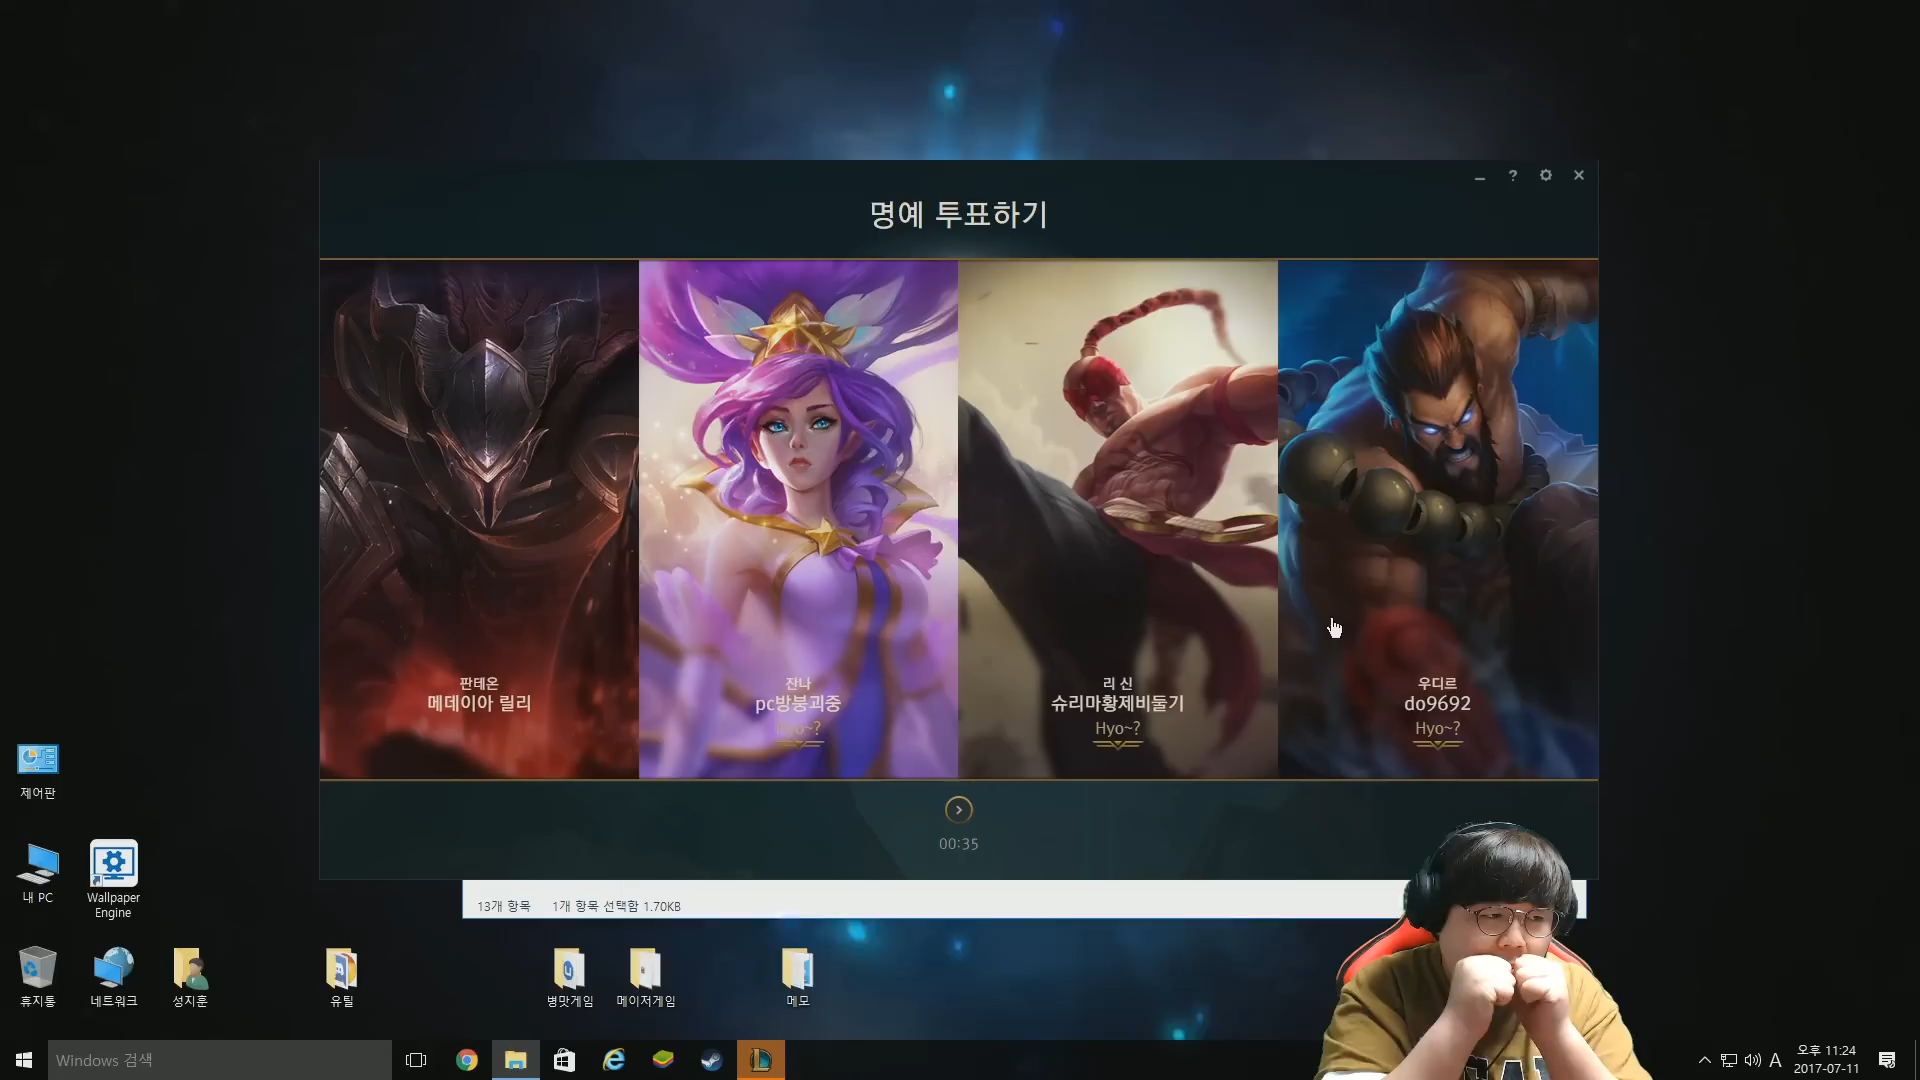 ?
명예 투표하기
판테온
메데이아 릴리
잔나
pc방붕괴중
Hyo~?
리 신
슈리마황제비둘기
Hyo~?
우디르
do9692
Hyo~?
00:35
13개 항목 1개 항목 선택함 1.70KB
제어판
내 PC
Wallpaper
Engine
휴지통
네트워크
성지훈
유틸
병맛게임
메이저게임
메모
Windows 검색
A
오후 11:24
2017-07-11